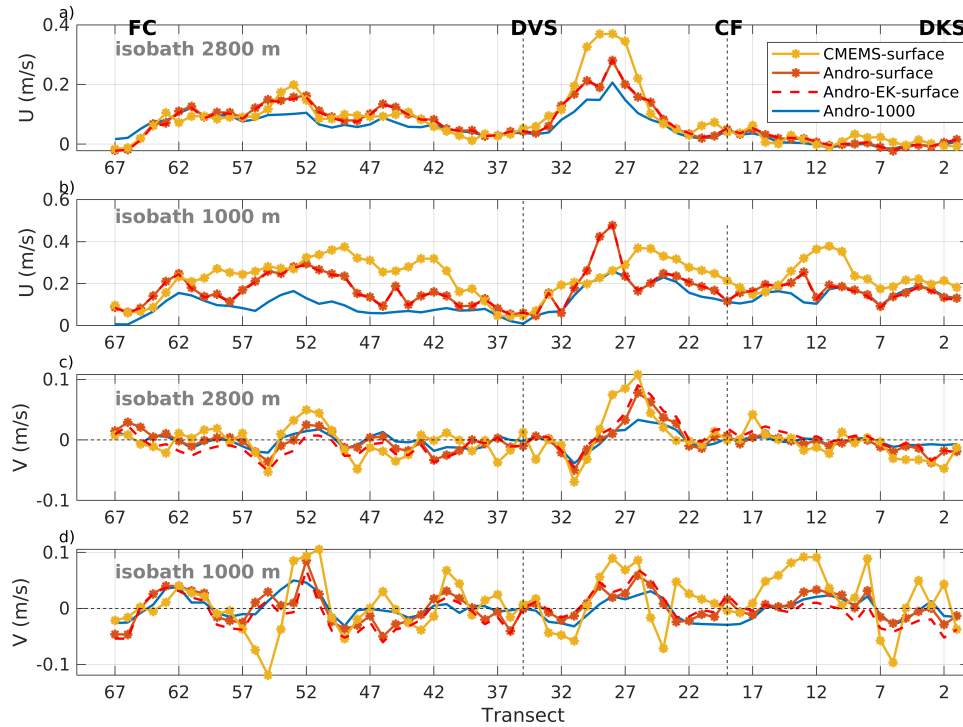 a)
FC DVS CF DKS
0.4
0.2
0
U (m/s)
isobath 2800 m
CMEMS-surface
Andro-surface
Andro-EK-surface
Andro-1000
67 62 57 52 47 42 37 32 27 22 17 12 7 2
b)
0.6
0.4
0.2
0
U (m/s)
isobath 1000 m
67 62 57 52 47 42 37 32 27 22 17 12 7 2
c)
0.1
0
-0.1
V (m/s)
isobath 2800 m
67 62 57 52 47 42 37 32 27 22 17 12 7 2
d)
0.1
0
-0.1
V (m/s)
isobath 1000 m
67 62 57 52 47 42 37 32 27 22 17 12 7 2
Transect